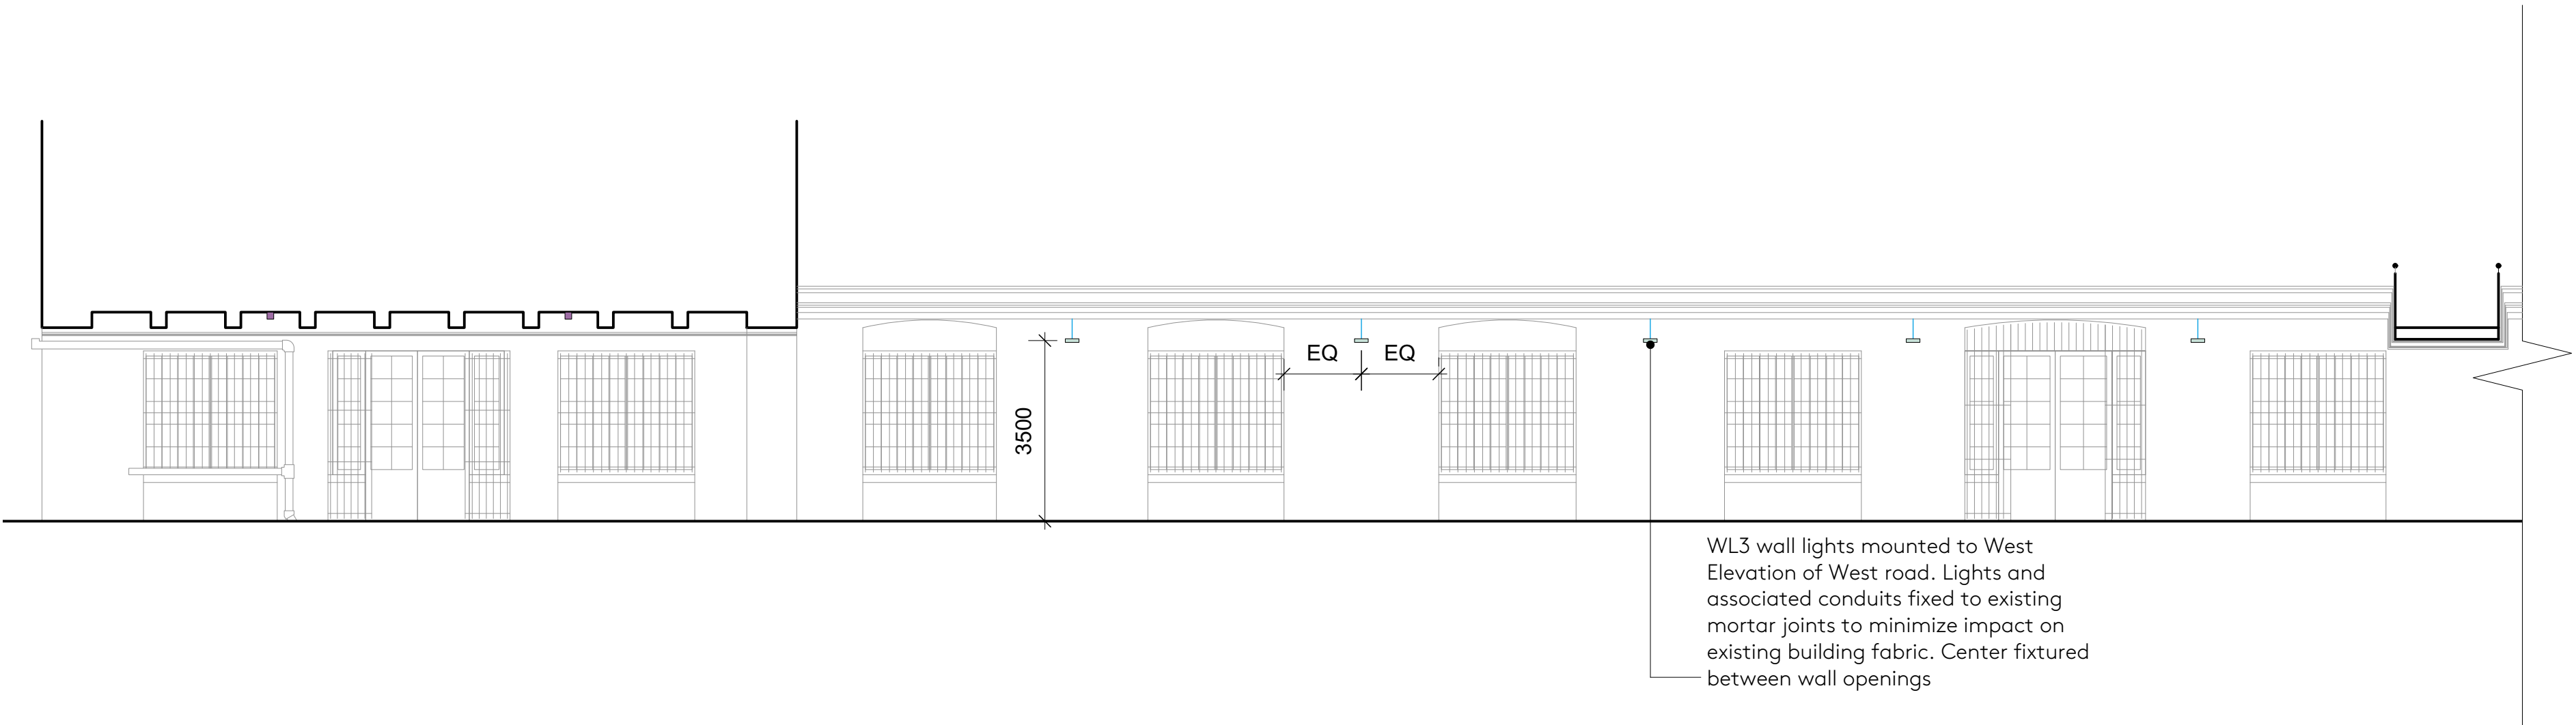 EQ EQ
3500
WL3 wall lights mounted to West
Elevation of West road. Lights and
associated conduits fixed to existing
mortar joints to minimize impact on
existing building fabric. Center fixtured
between wall openings